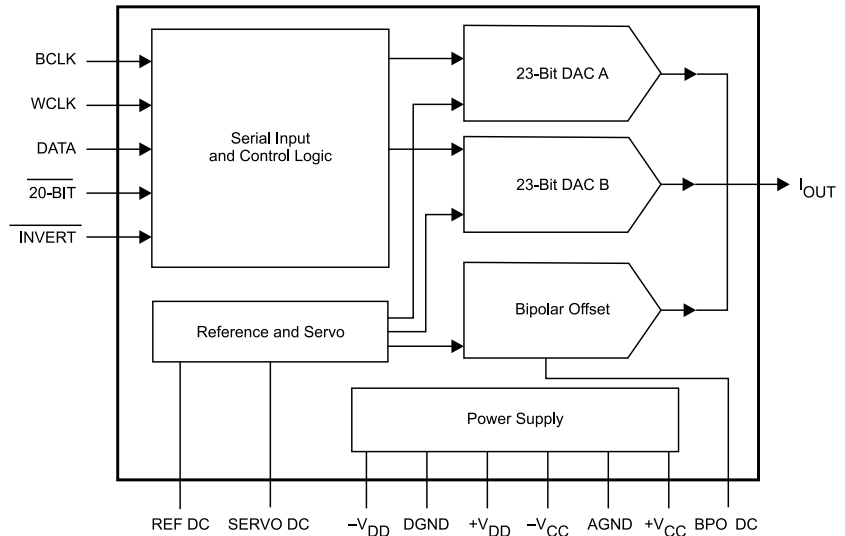 BCLK
WCLK
DATA
20-BIT
INVERT
Serial Input
and Control Logic
23-Bit DAC A
23-Bit DAC B
I OUT
Bipolar Offset
Reference and Servo
Power Supply
REF DC
SERVO DC
–VDD
DGND
+VDD
–VCC
AGND
+VCC
BPO DC